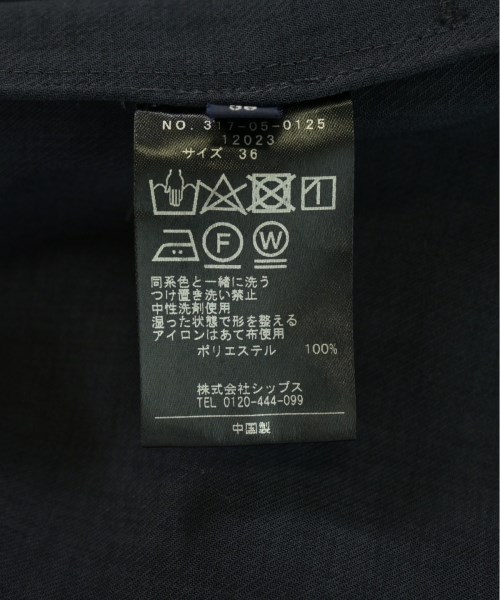 36
NO. 317-05-0125
12023
サイズ 36
F W
同系色と一緒に洗う
つけ置き洗い禁止
中性洗剤使用
湿った状態で形を整える
アイロンはあて布使用
ポリエステル 100%
株式会社シップス
TEL 0120-444-099
中国製